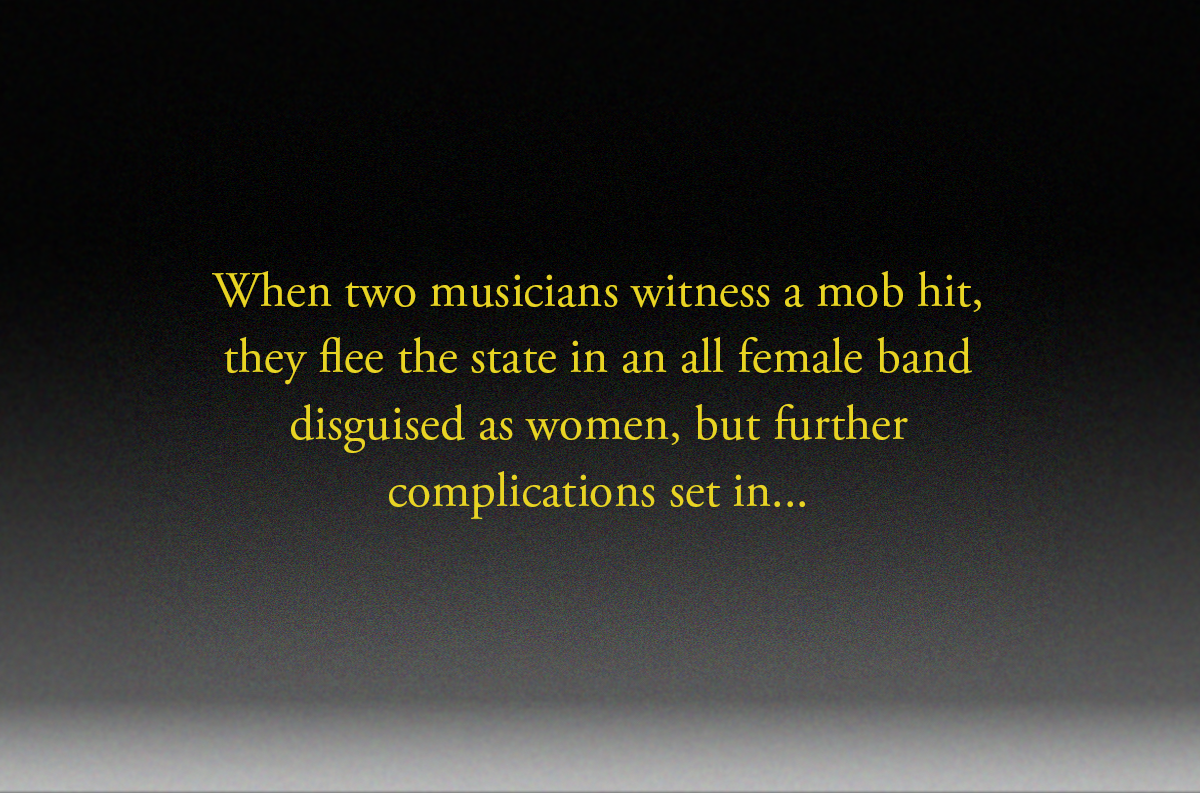 When two musicians witness a mob hit,
they flee the state in an all female band
disguised as women, but further
complications set in...